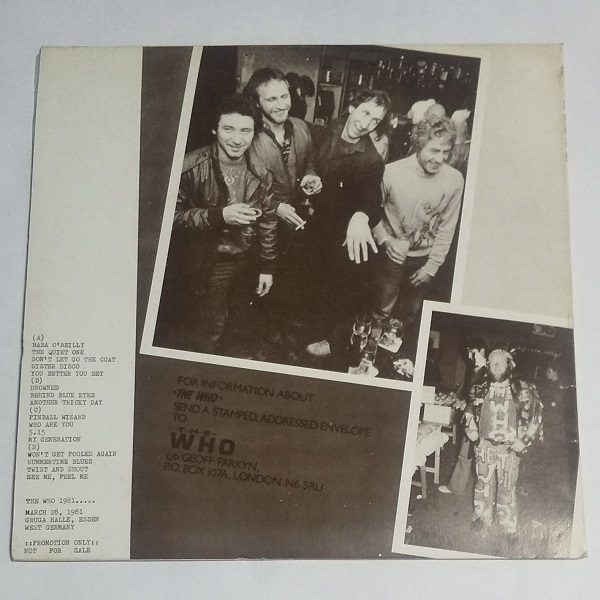 (A)
BABA O'REILLY
THE QUIET ONE
DON'T LET GO THE COAT
SISTER DISCO
YOU BETTER YOU BET
(B)
DROWNED
BEHIND BLUE EYES
ANOTHER TRICKY DAY
(C)
PINBALL WIZARD
WHO ARE YOU
5.15
MY GENERATION
(D)
WON'T GET FOOLED AGAIN
SUMMERTIME BLUES
TWIST AND SHOUT
SEE ME, FEEL ME
THE WHO 1981.....
MARCH 28, 1981
GRUGA HALLE, ESSEN
WEST GERMANY
::PROMOTION ONLY::
NOT FOR SALE
FOR INFORMATION ABOUT
·THE WHO·
SEND A STAMPED, ADDRESSED ENVELOPE
TO
·THE·
WHO
c/o GEOFF PARKYN,
P.O. BOX 107A, LONDON N6 5RU